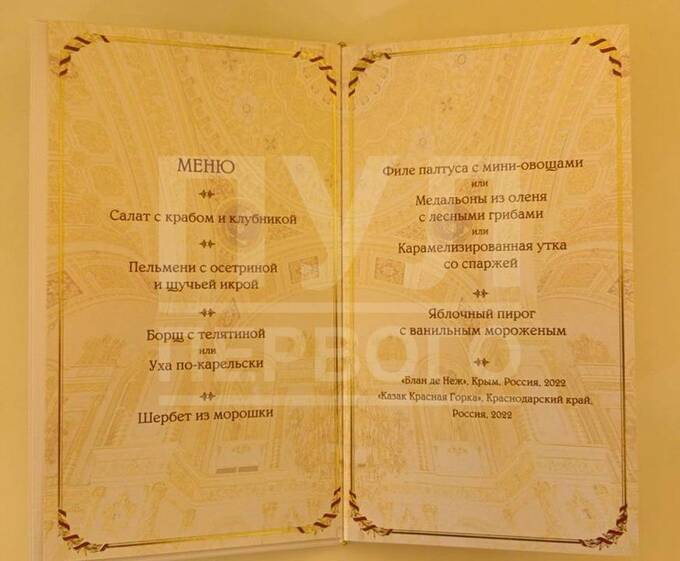 МЕНЮ
Салат с крабом и клубникой
Пельмени с осетриной
и щучьей икрой
Борщ с телятиной
или
Уха по-карельски
Шербет из морошки
Филе палтуса с мини-овощами
или
Медальоны из оленя
с лесными грибами
или
Карамелизированная утка
со спаржей
Яблочный пирог
с ванильным мороженым
«Блан де Неж», Крым, Россия, 2022
«Казак Красная Горка», Краснодарский край,
Россия, 2022
ПУЛ
ПЕРВОГО